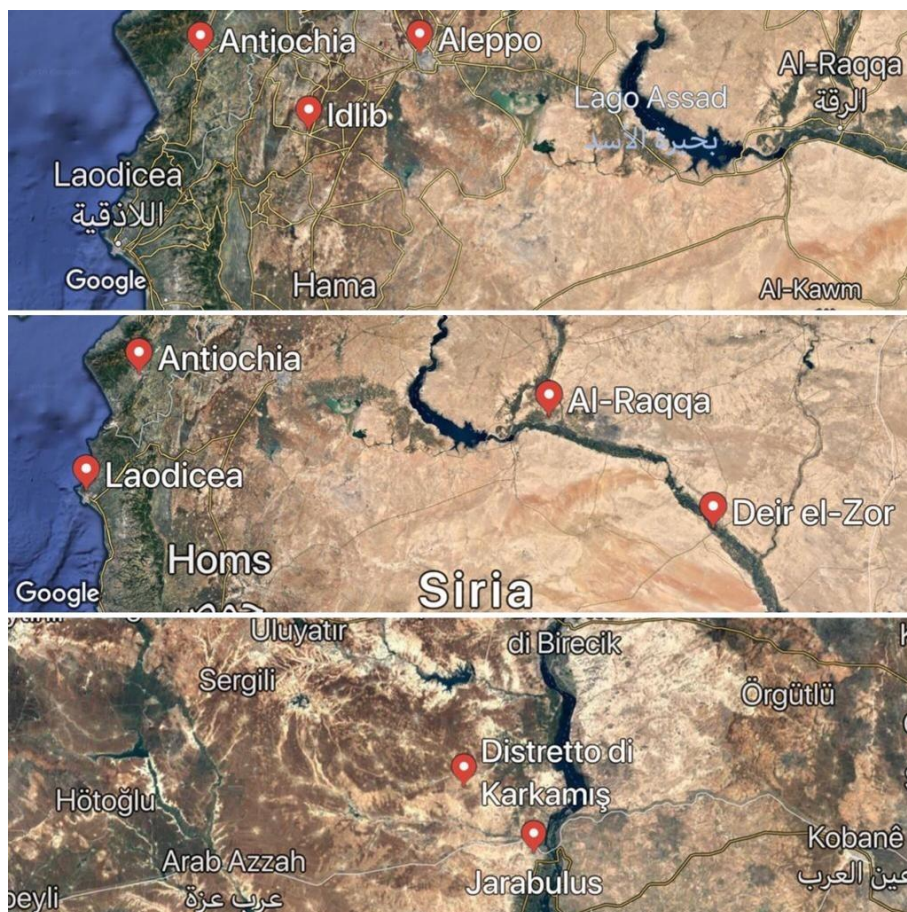 Antiochia
Aleppo
Al-Raqqa
الرقة
Idlib
Lago Assad
بحيرة الأسد
Laodicea
اللاذقية
Google
Hama
Al-Kawm
Antiochia
Al-Raqqa
Laodicea
Deir el-Zor
Homs
حمص
Siria
Google
Uluyatır
di Birecik
Sergili
Örgütlü
Distretto di
Karkamış
Hötoğlu
Kobanê
عين العرب
Arab Azzah
عرب عزة
Jarabulus